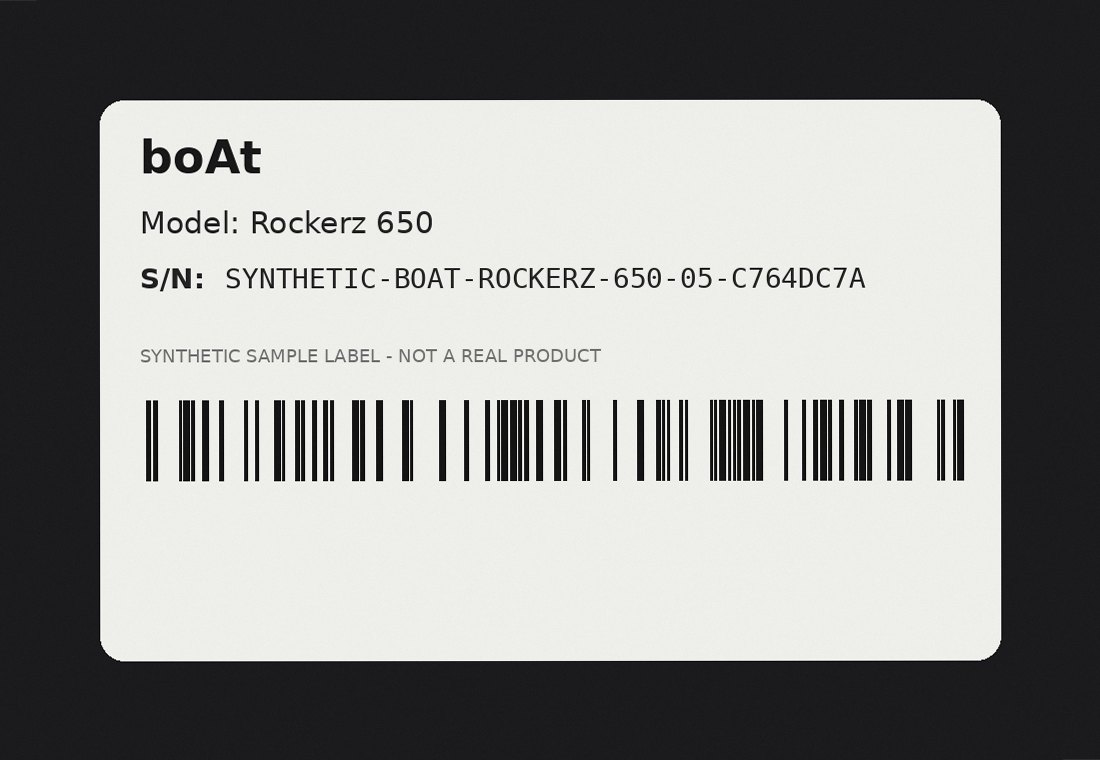 boAt
Model: Rockerz 650
S/N: SYNTHETIC-BOAT-ROCKERZ-650-05-C764DC7A
SYNTHETIC SAMPLE LABEL - NOT A REAL PRODUCT